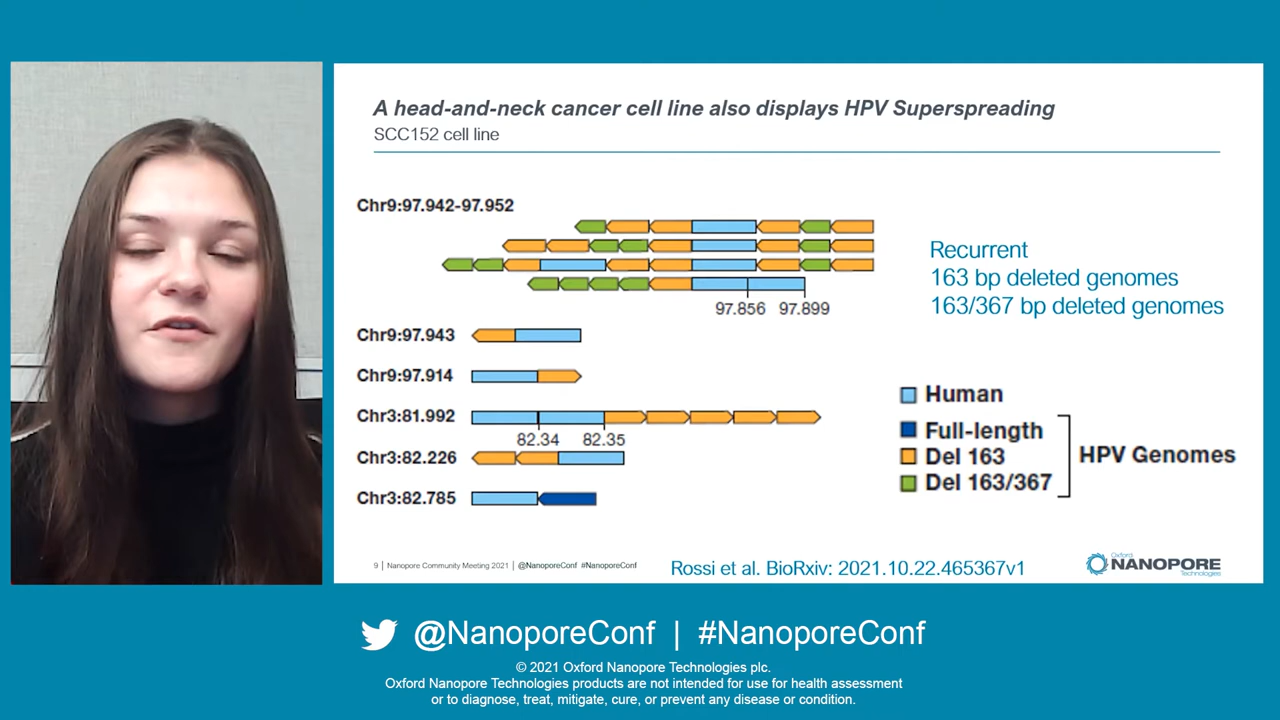 A head-and-neck cancer cell line also displays HPV Superspreading
SCC152 cell line
Chr9:97.942-97.952
97.856 97.899
Recurrent
163 bp deleted genomes
163/367 bp deleted genomes
Chr9:97.943
Chr9:97.914
Chr3:81.992
82.34 82.35
Chr3:82.226
Chr3:82.785
Human
Full-length
Del 163
Del 163/367
HPV Genomes
9 | Nanopore Community Meeting 2021 | @NanoporeConf #NanoporeConf
Rossi et al. BioRxiv: 2021.10.22.465367v1
Oxford
NANOPORE
Technologies
@NanoporeConf | #NanoporeConf
© 2021 Oxford Nanopore Technologies plc.
Oxford Nanopore Technologies products are not intended for use for health assessment
or to diagnose, treat, mitigate, cure, or prevent any disease or condition.